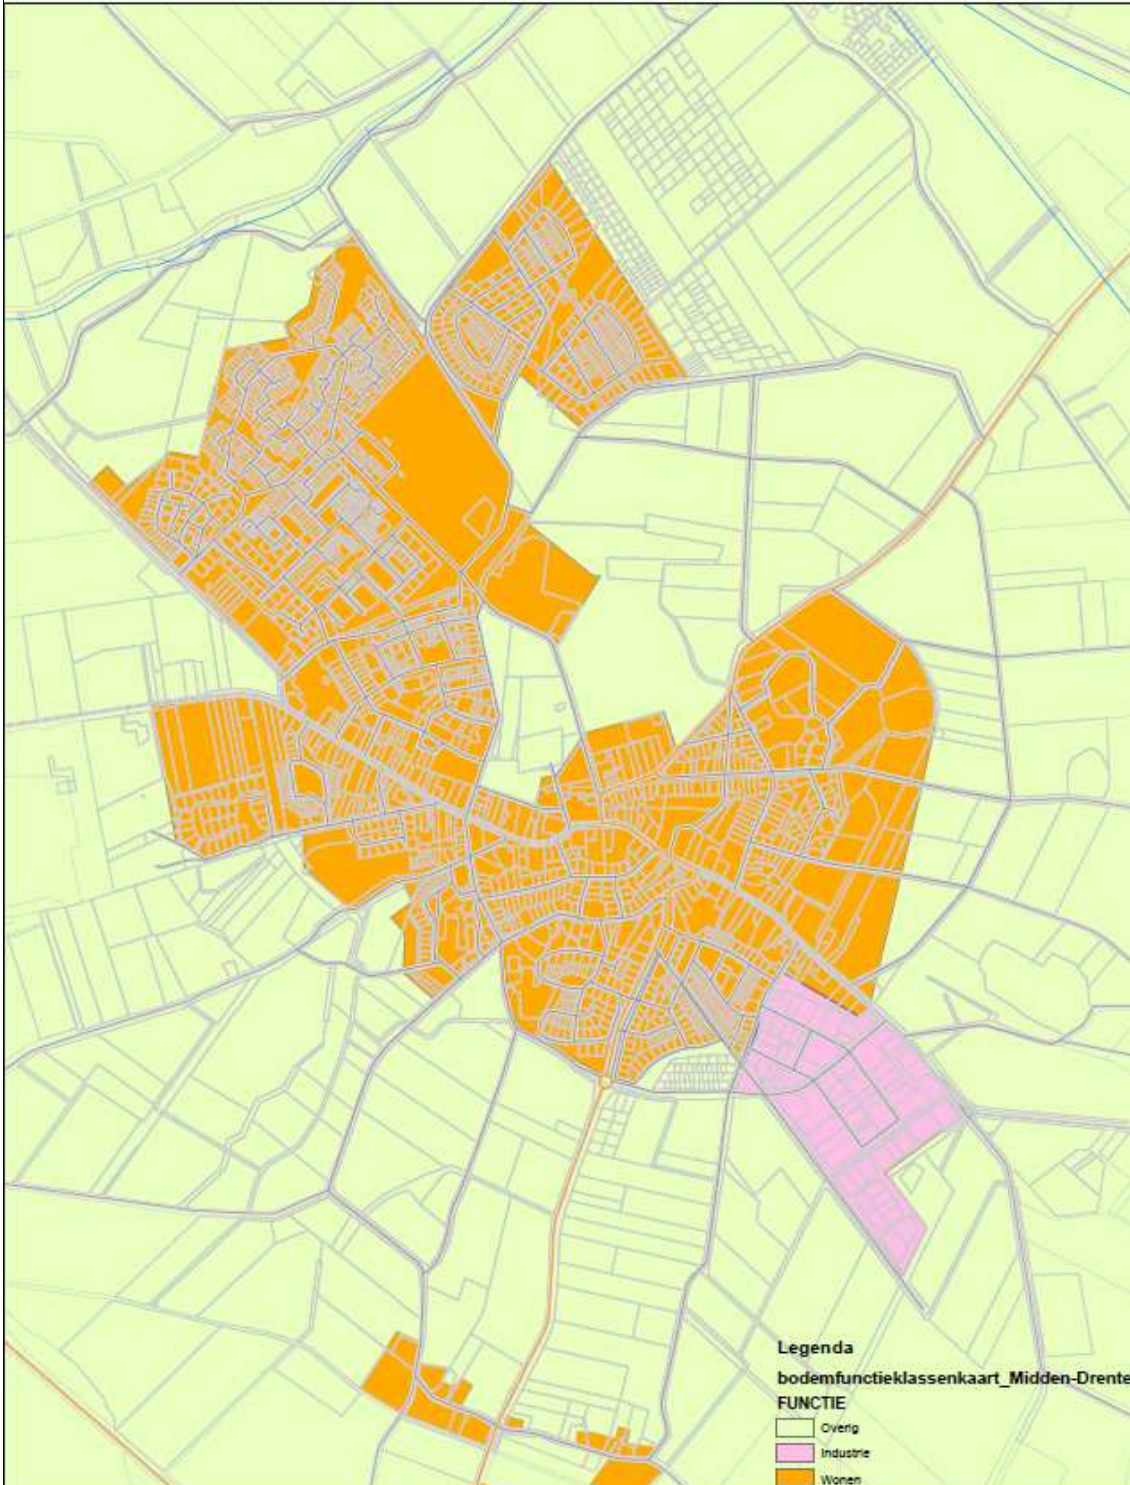 Legenda
bodemfunctieklassenkaart_Midden-Drente
FUNCTIE
Overig
Industrie
Wonen